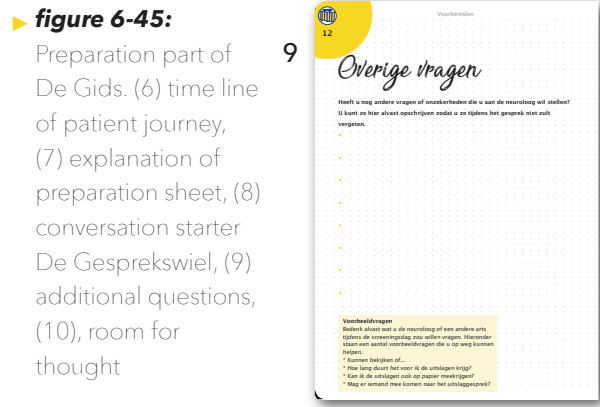 figure 6-45:
Preparation part of
De Gids. (6) time line
of patient journey,
(7) explanation of
preparation sheet, (8)
conversation starter
De Gesprekswiel, (9)
additional questions,
(10), room for
thought
9
Voorbereiden
12
Overige vragen
Heeft u nog andere vragen of onzekerheden die u aan de neuroloog wil stellen?
U kunt ze hier alvast opschrijven zodat u ze tijdens het gesprek niet zult
vergeten.
Voorbeeldvragen
Bedenk alvast wat u de neuroloog of een andere arts
tijdens de screeningsdag zou willen vragen. Hieronder
staan een aantal voorbeeldvragen die u op weg kunnen
helpen.
* Kunnen bekijken of...
* Hoe lang duurt het voor ik de uitslagen krijg?
* Kan ik de uitslagen ook op papier meekrijgen?
* Mag er iemand mee komen naar het uitslaggesprek?